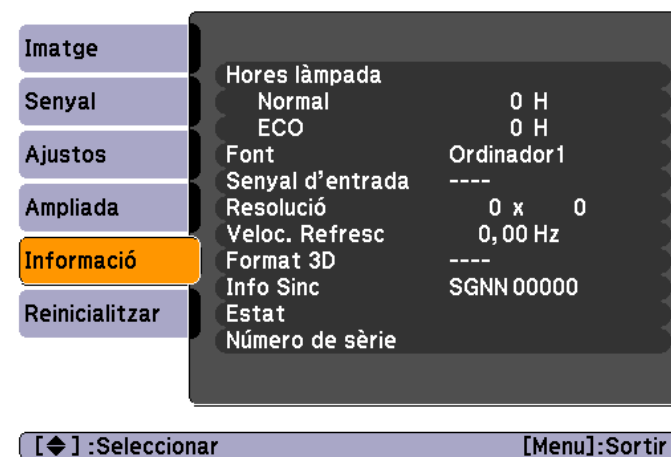 Imatge
Senyal
Ajustos
Ampliada
Informació
Reinicialitzar
Hores làmpada
Normal 0 H
ECO 0 H
Font Ordinador1
Senyal d'entrada ----
Resolució 0 x 0
Veloc. Refresc 0,00 Hz
Format 3D ----
Info Sinc SGNN 00000
Estat
Número de sèrie
[◆] :Seleccionar [Menu]:Sortir